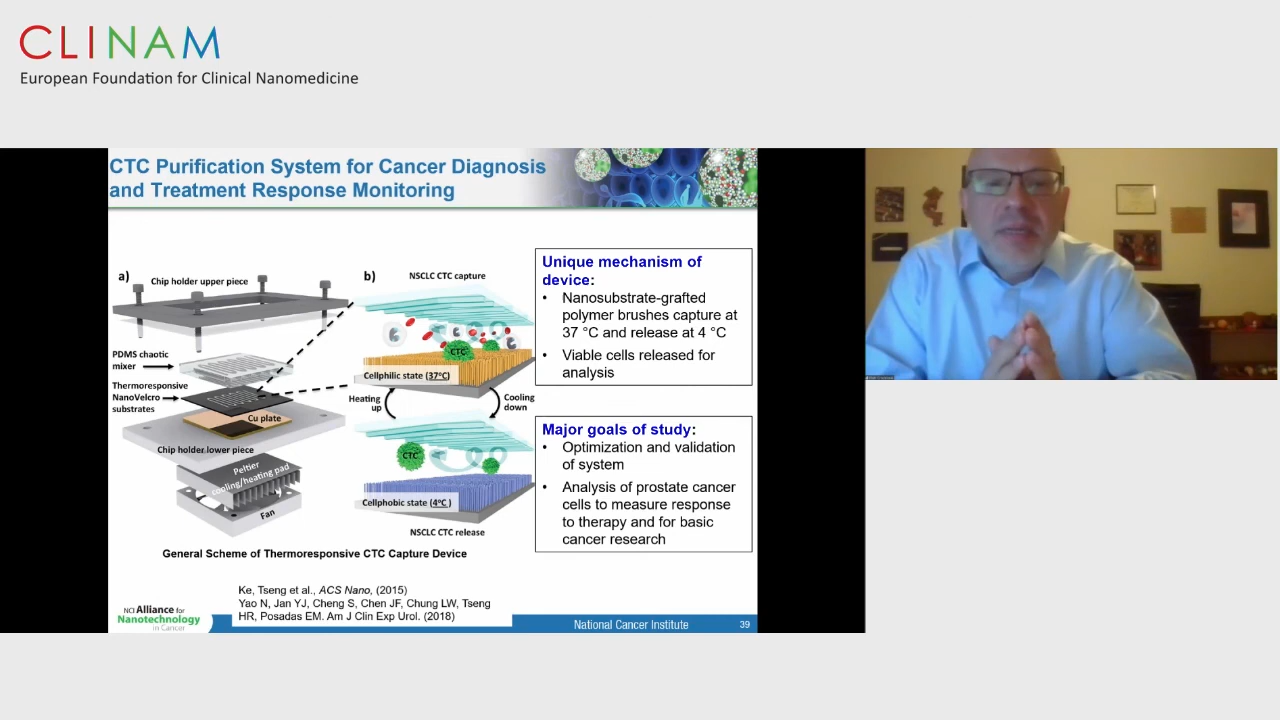 CLINAM
European Foundation for Clinical Nanomedicine
CTC Purification System for Cancer Diagnosis
and Treatment Response Monitoring
a)
Chip holder upper piece
PDMS chaotic
mixer
Thermoresponsive
NanoVelcro
substrates
Cu plate
Chip holder lower piece
Peltier
cooling/heating pad
Fan
b)
NSCLC CTC capture
CTC
Cellphilic state (37°C)
Heating
up
Cooling
down
CTC
Cellphobic state (4°C )
NSCLC CTC release
General Scheme of Thermoresponsive CTC Capture Device
Unique mechanism of
device:
• Nanosubstrate-grafted
polymer brushes capture at
37 °C and release at 4 °C
• Viable cells released for
analysis
Major goals of study:
• Optimization and validation
of system
• Analysis of prostate cancer
cells to measure response
to therapy and for basic
cancer research
Ke, Tseng et al., ACS Nano, (2015)
Yao N, Jan YJ, Cheng S, Chen JF, Chung LW, Tseng
HR, Posadas EM. Am J Clin Exp Urol. (2018)
NCI Alliance for
Nanotechnology
in Cancer
National Cancer Institute
39